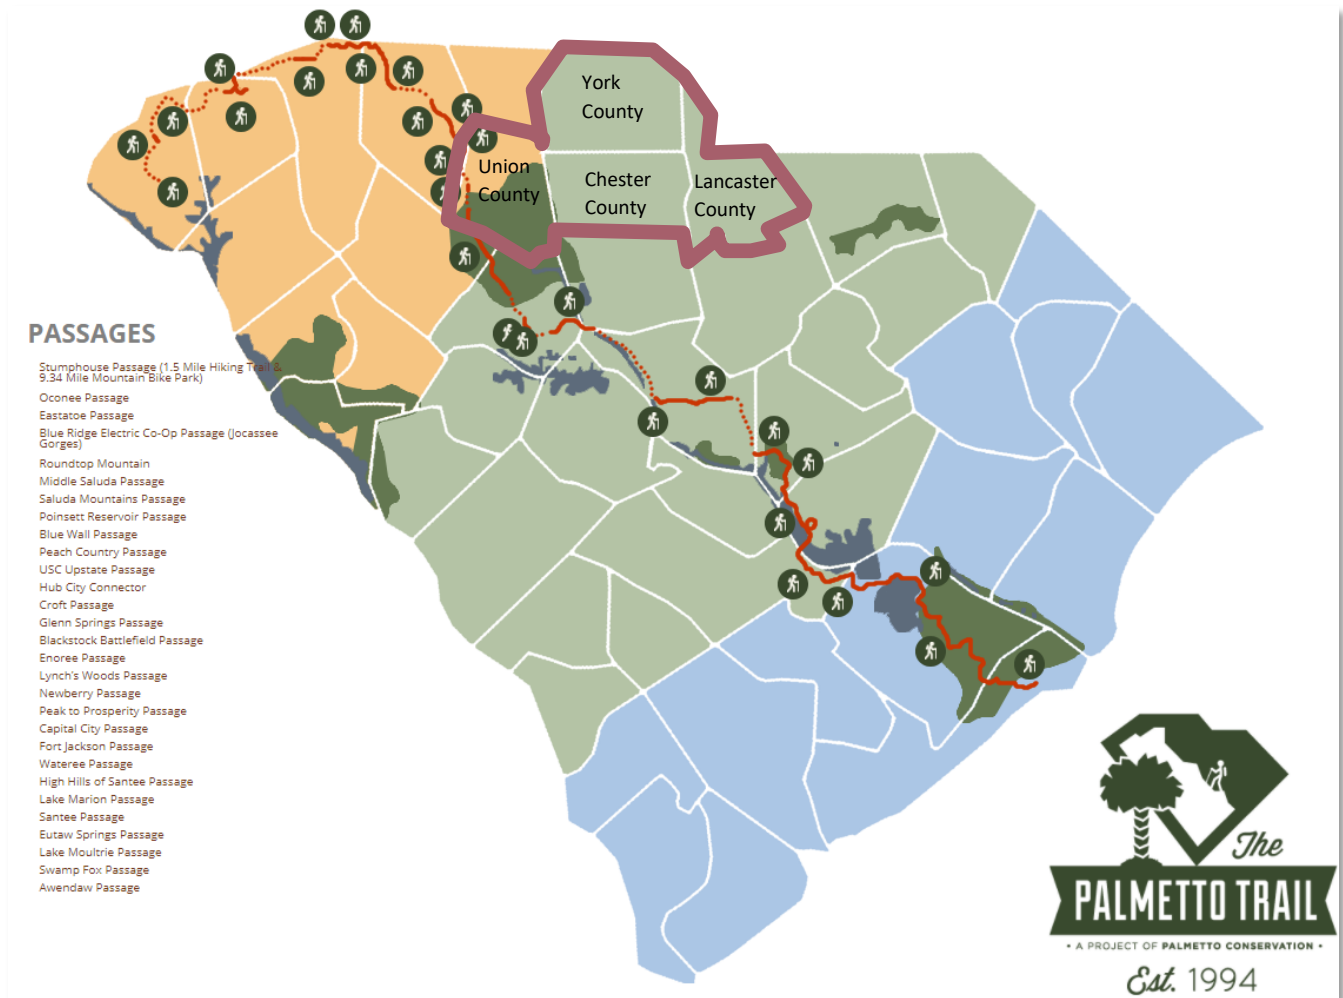 York
County
Union
County
Chester
County
Lancaster
County
PASSAGES
Stumphouse Passage (1.5 Mile Hiking Trail &
9.34 Mile Mountain Bike Park)
Oconee Passage
Eastatoe Passage
Blue Ridge Electric Co-Op Passage (Jocassee
Gorges)
Roundtop Mountain
Middle Saluda Passage
Saluda Mountains Passage
Poinsett Reservoir Passage
Blue Wall Passage
Peach Country Passage
USC Upstate Passage
Hub City Connector
Croft Passage
Glenn Springs Passage
Blackstock Battlefield Passage
Enoree Passage
Lynch's Woods Passage
Newberry Passage
Peak to Prosperity Passage
Capital City Passage
Fort Jackson Passage
Wateree Passage
High Hills of Santee Passage
Lake Marion Passage
Santee Passage
Eutaw Springs Passage
Lake Moultrie Passage
Swamp Fox Passage
Awendaw Passage
The
PALMETTO TRAIL
• A PROJECT OF PALMETTO CONSERVATION •
Est. 1994